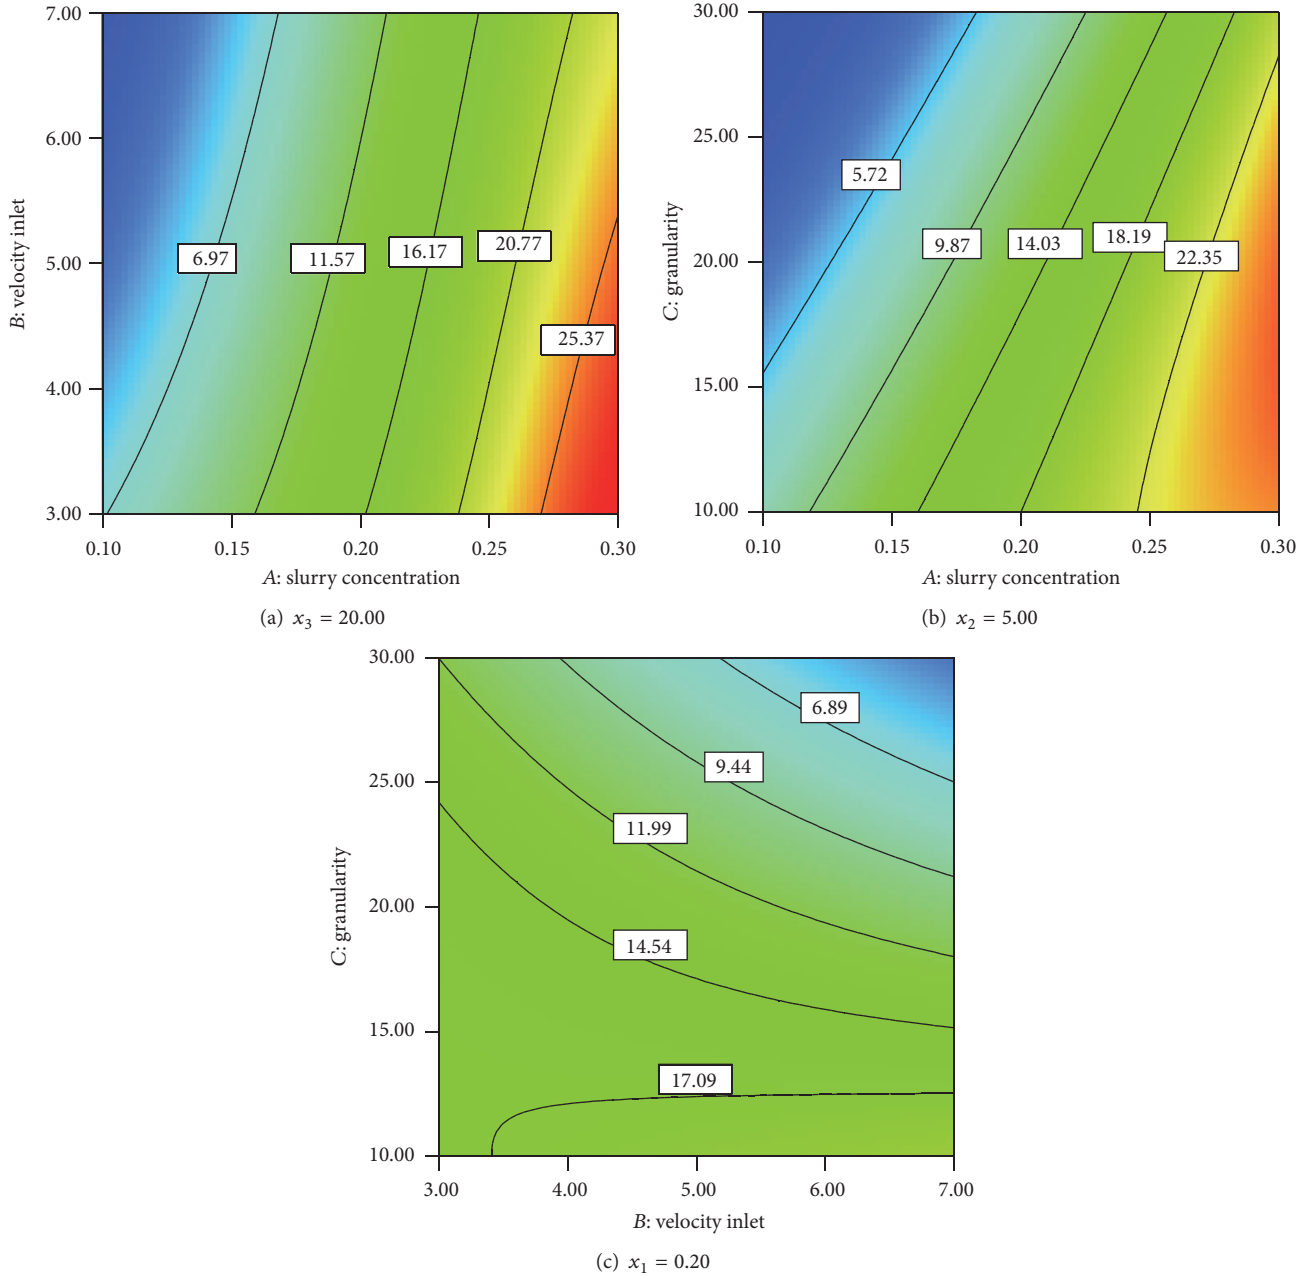 7.00
6.00
5.00
4.00
3.00
B: velocity inlet
6.97
11.57
16.17
20.77
25.37
0.10 0.15 0.20 0.25 0.30
A: slurry concentration
(a) x₃ = 20.00
30.00
25.00
20.00
15.00
10.00
C: granularity
5.72
9.87
14.03
18.19
22.35
0.10 0.15 0.20 0.25 0.30
A: slurry concentration
(b) x₂ = 5.00
30.00
25.00
20.00
15.00
10.00
C: granularity
6.89
9.44
11.99
14.54
17.09
3.00 4.00 5.00 6.00 7.00
B: velocity inlet
(c) x₁ = 0.20